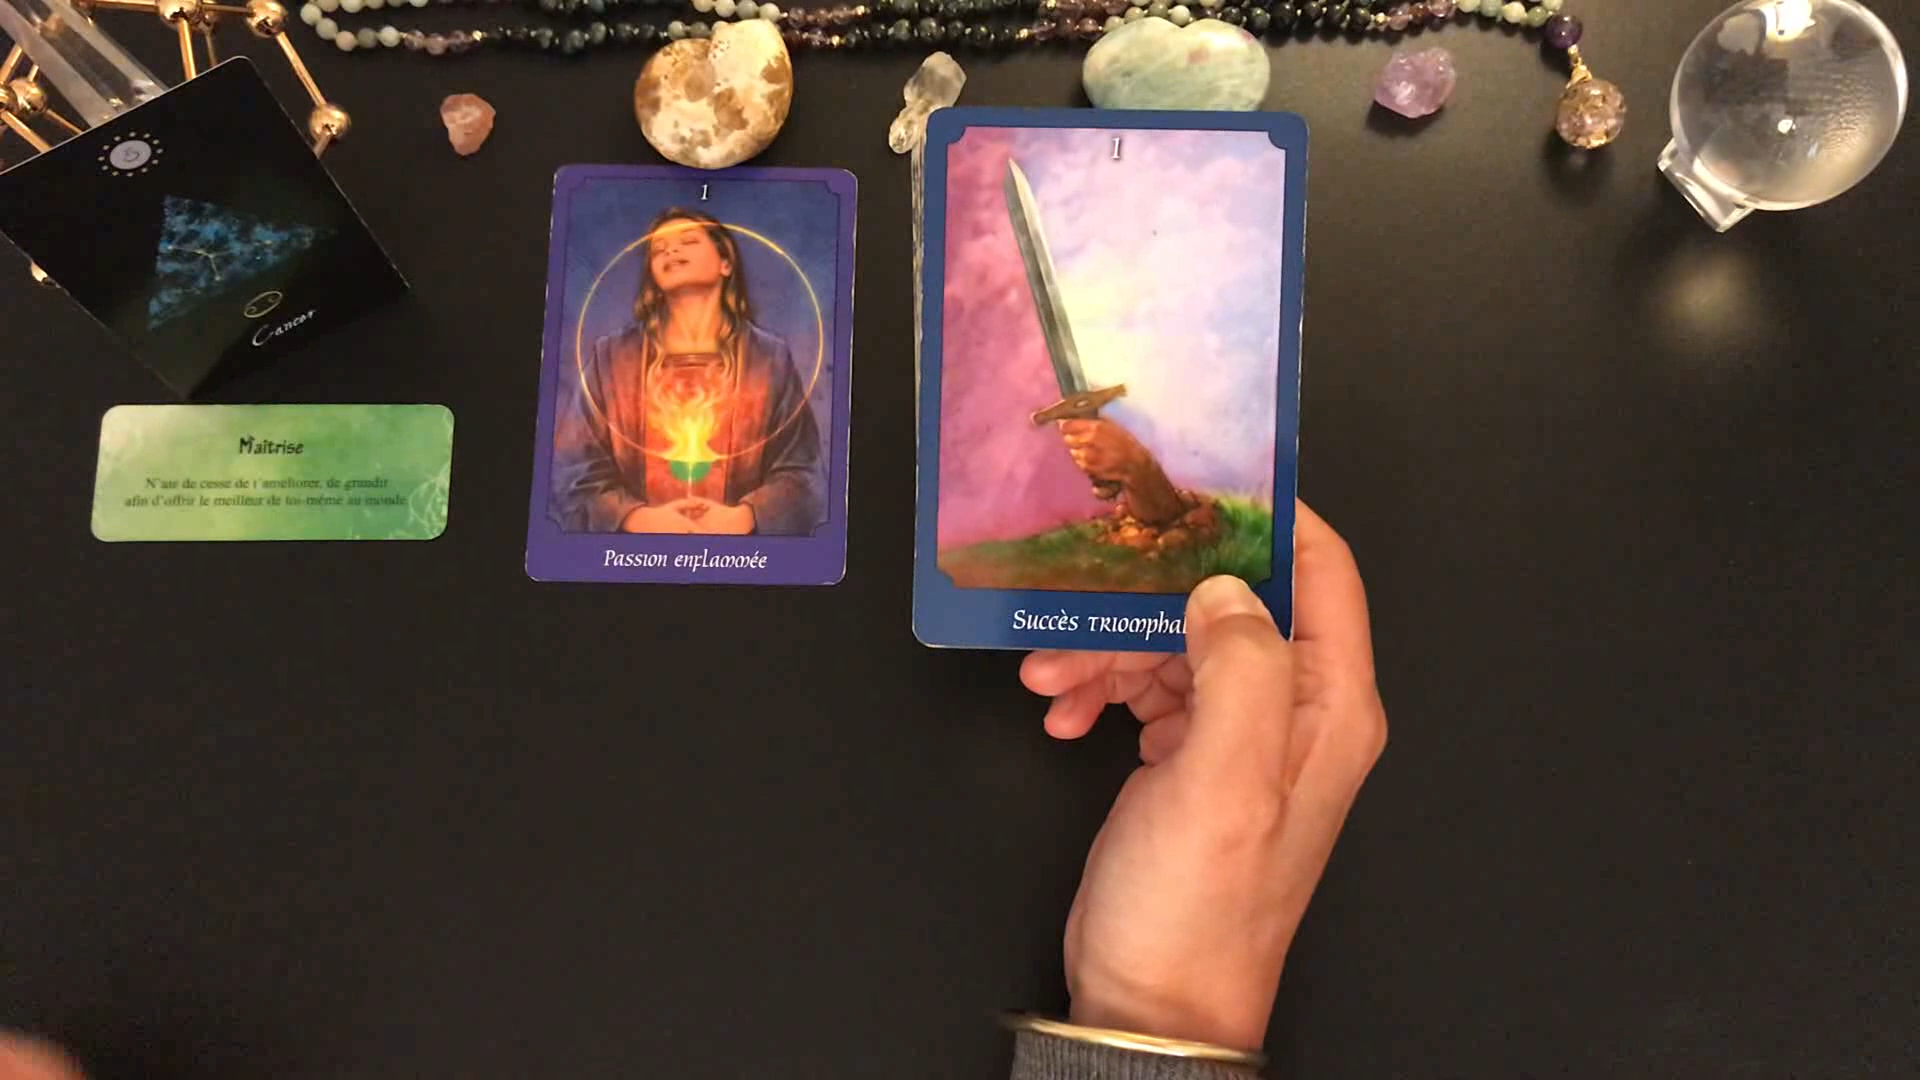 Cancer
Maîtrise
N'aie de cesse de t'améliorer, de grandir
afin d'offrir le meilleur de toi-même au monde.
1
Passion enflammée
1
Succès triomphal